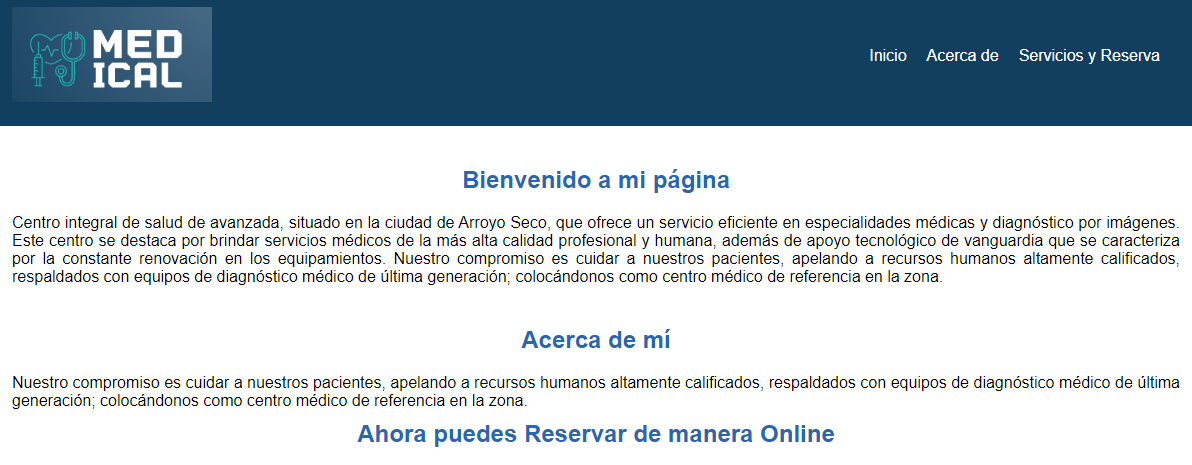 MED
ICAL
Inicio Acerca de Servicios y Reserva
Bienvenido a mi página
Centro integral de salud de avanzada, situado en la ciudad de Arroyo Seco, que ofrece un servicio eficiente en especialidades médicas y diagnóstico por imágenes.
Este centro se destaca por brindar servicios médicos de la más alta calidad profesional y humana, además de apoyo tecnológico de vanguardia que se caracteriza
por la constante renovación en los equipamientos. Nuestro compromiso es cuidar a nuestros pacientes, apelando a recursos humanos altamente calificados,
respaldados con equipos de diagnóstico médico de última generación; colocándonos como centro médico de referencia en la zona.
Acerca de mí
Nuestro compromiso es cuidar a nuestros pacientes, apelando a recursos humanos altamente calificados, respaldados con equipos de diagnóstico médico de última
generación; colocándonos como centro médico de referencia en la zona.
Ahora puedes Reservar de manera Online